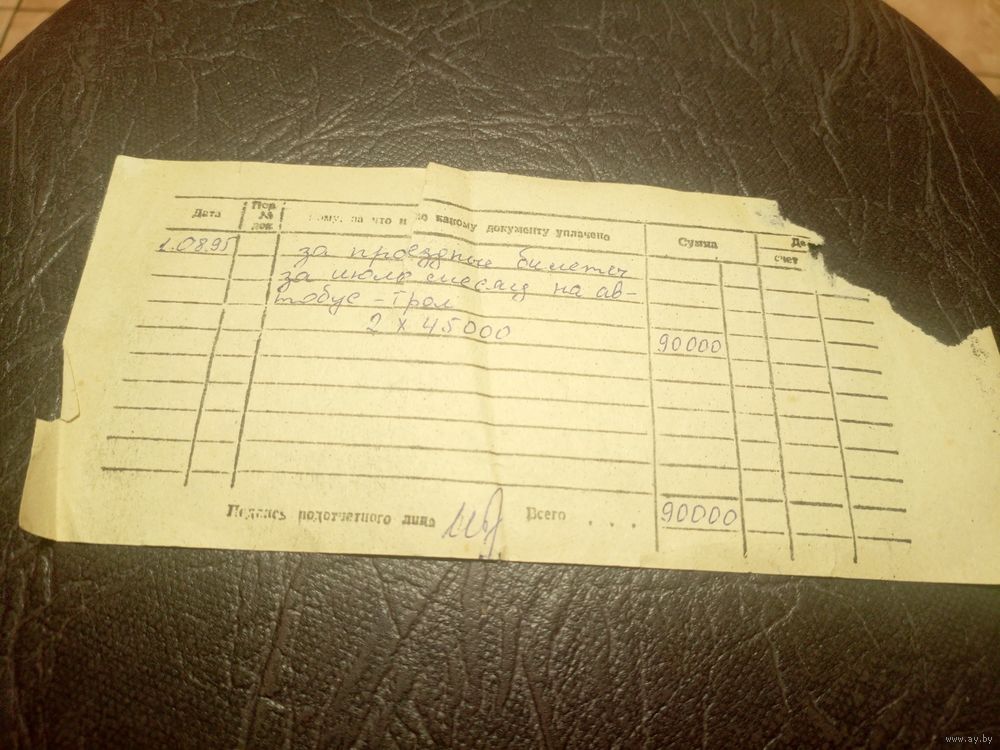 Дата Пор. № док. Кому, за что и по какому документу уплачено Сумма Де
счет
1.08.95 за проездные билеты
за июль месяц на ав-
тобус - трол
2 х 45000 90000
Подпись подотчетного лица Всего . . . 90000
www.ay.by